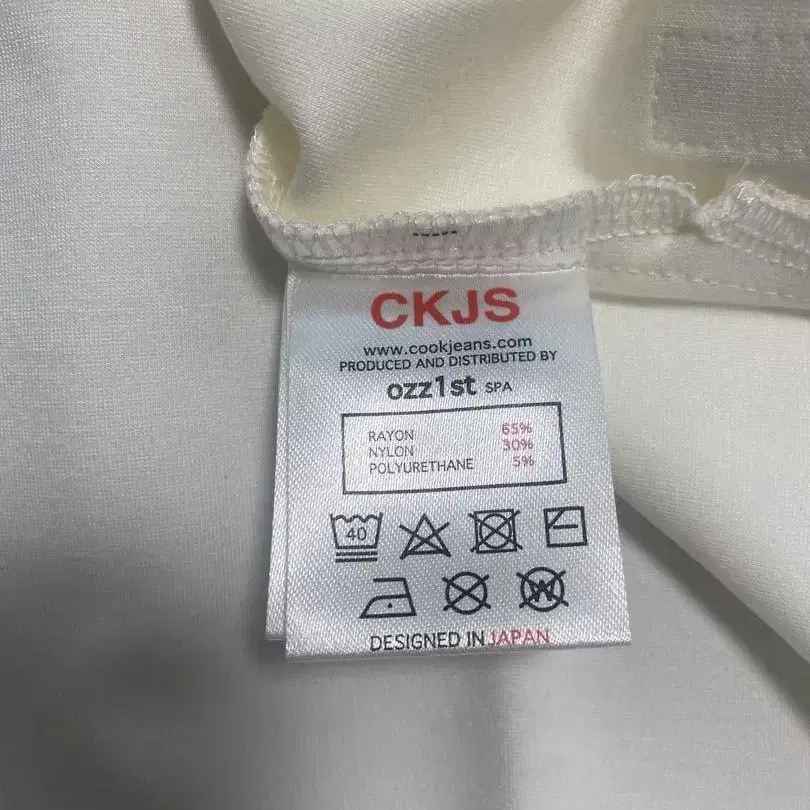 CKJS
www.cookjeans.com
PRODUCED AND DISTRIBUTED BY
ozz1st SPA
RAYON 65%
NYLON 30%
POLYURETHANE 5%
40
W
DESIGNED IN JAPAN